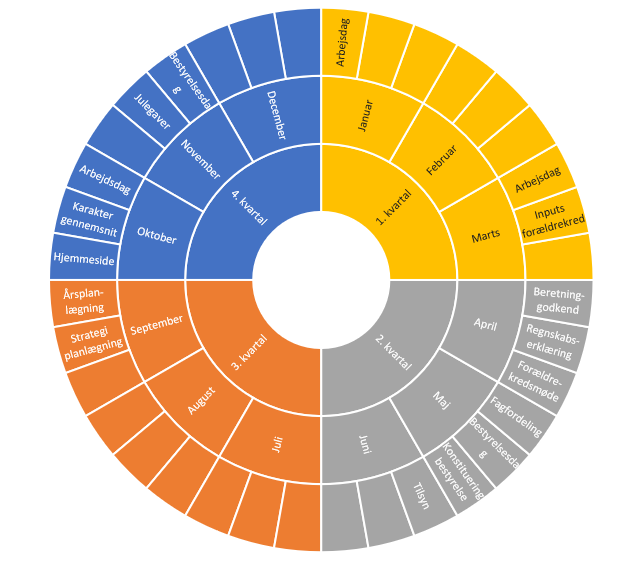 1. kvartal
Januar
Arbejsdag
Februar
Marts
Arbejsdag
Inputs
forældrekred
2. kvartal
April
Beretning-
godkend
Regnskabs-
erklæring
Forældre-
kredsmøde
Maj
Fagfordeling
Bestyrelsesda
g
Konstituering
bestyrelse
Juni
Tilsyn
3. kvartal
Juli
August
September
Strategi
planlægning
Årsplan-
lægning
4. kvartal
Oktober
Hjemmeside
Karakter
gennemsnit
Arbejdsdag
November
Julegaver
Bestyrelsesda
g
December